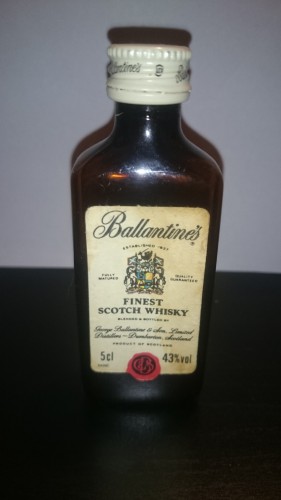 Ballantine's
Ballantine's
ESTABLISHED 1827
FULLY MATURED
QUALITY GUARANTEED
FINEST
SCOTCH WHISKY
BLENDED & BOTTLED BY
George Ballantine & Son, Limited
Distillers - Dumbarton, Scotland
PRODUCT OF SCOTLAND
5cl 43%vol